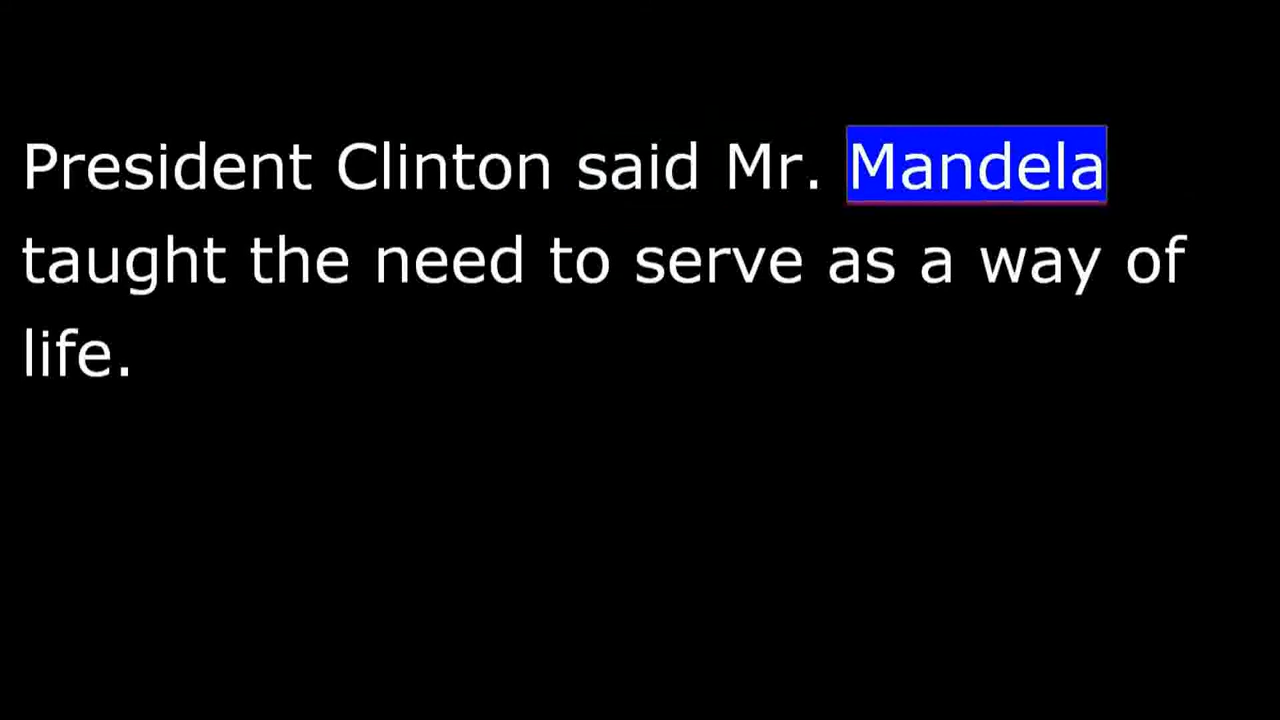 President Clinton said Mr. Mandela
taught the need to serve as a way of
life.